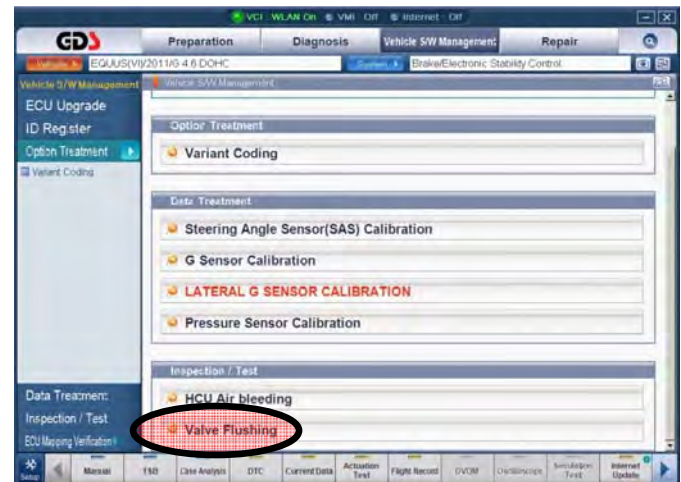 VCI WLAN On VMI Off Internet Off
GDS
Preparation Diagnosis Vehicle S/W Management Repair
Vehicle EQUUS(VI)/2011/G 4.6 DOHC System Brake/Electronic Stability Control
Vehicle S/W Management
Vehicle S/W Management
ECU Upgrade
ID Register
Option Treatment
Variant Coding
Option Treatment
Variant Coding
Data Treatment
Steering Angle Sensor(SAS) Calibration
G Sensor Calibration
LATERAL G SENSOR CALIBRATION
Pressure Sensor Calibration
Inspection / Test
HCU Air bleeding
Valve Flushing
Data Treatment
Inspection / Test
ECU Mapping Verification
Setup Manual TSB Case Analysis DTC Current Data Actuation Test Flight Record DVOM Oscilloscope Simulation Test Internet Update